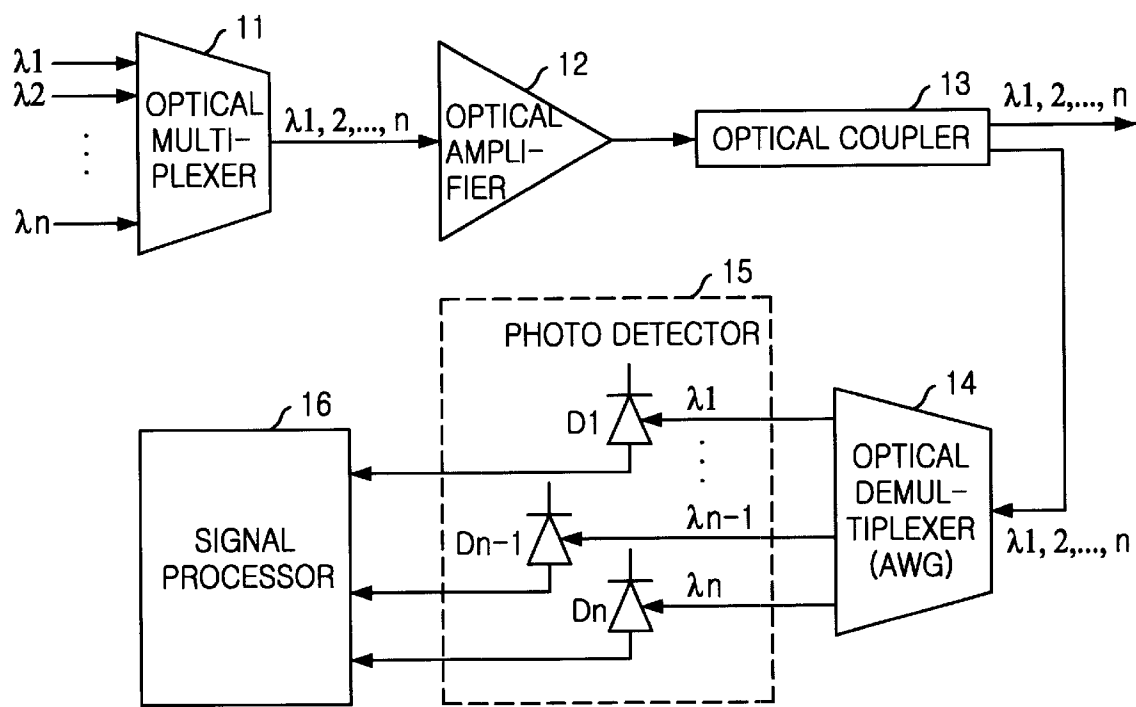 11
λ1
λ2
λn
OPTICAL
MULTI-
PLEXER
λ1, 2,..., n
12
OPTICAL
AMPLI-
FIER
13
OPTICAL COUPLER
λ1, 2,..., n
15
PHOTO DETECTOR
14
OPTICAL
DEMUL-
TIPLEXER
(AWG)
λ1, 2,..., n
λ1
λn-1
λn
D1
Dn-1
Dn
16
SIGNAL
PROCESSOR